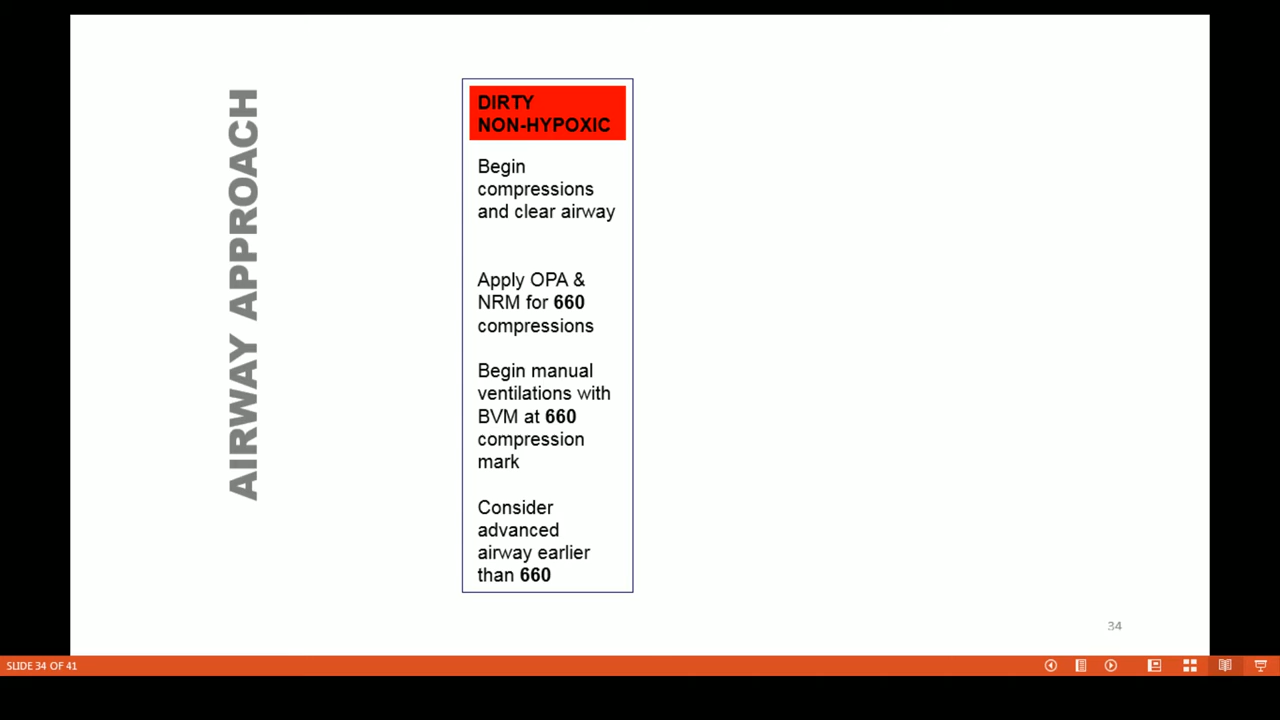 AIRWAY APPROACH
DIRTY
NON-HYPOXIC
Begin
compressions
and clear airway
Apply OPA &
NRM for 660
compressions
Begin manual
ventilations with
BVM at 660
compression
mark
Consider
advanced
airway earlier
than 660
34
SLIDE 34 OF 41